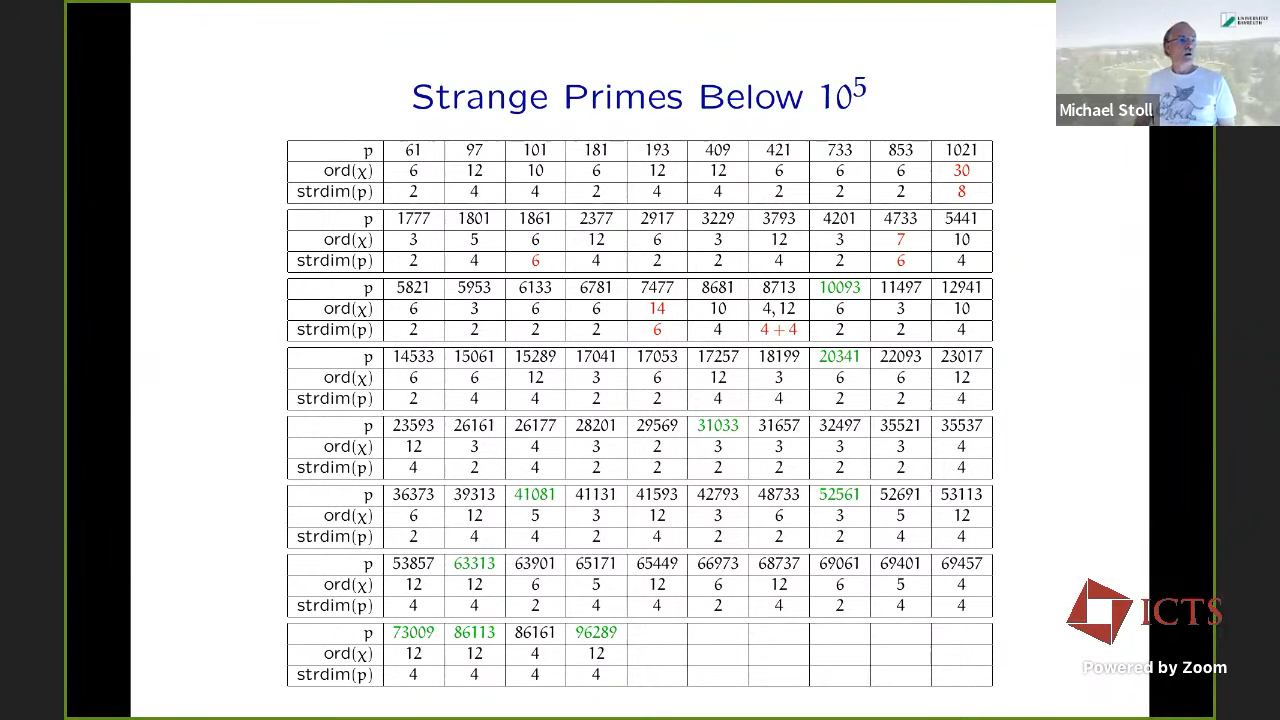 UNIVERSITÄT
BAYREUTH
Michael Stoll
Strange Primes Below 10⁵
p 61 97 101 181 193 409 421 733 853 1021
ord(χ) 6 12 10 6 12 12 6 6 6 30
strdim(p) 2 4 4 2 4 4 2 2 2 8
p 1777 1801 1861 2377 2917 3229 3793 4201 4733 5441
ord(χ) 3 5 6 12 6 3 12 3 7 10
strdim(p) 2 4 6 4 2 2 4 2 6 4
p 5821 5953 6133 6781 7477 8681 8713 10093 11497 12941
ord(χ) 6 3 6 6 14 10 4, 12 6 3 10
strdim(p) 2 2 2 2 6 4 4 + 4 2 2 4
p 14533 15061 15289 17041 17053 17257 18199 20341 22093 23017
ord(χ) 6 6 12 3 6 12 3 6 6 12
strdim(p) 2 4 4 2 2 4 4 2 2 4
p 23593 26161 26177 28201 29569 31033 31657 32497 35521 35537
ord(χ) 12 3 4 3 2 3 3 3 3 4
strdim(p) 4 2 4 2 2 2 2 2 2 4
p 36373 39313 41081 41131 41593 42793 48733 52561 52691 53113
ord(χ) 6 12 5 3 12 3 6 3 5 12
strdim(p) 2 4 4 2 4 2 2 2 4 4
p 53857 63313 63901 65171 65449 66973 68737 69061 69401 69457
ord(χ) 12 12 6 5 12 6 12 6 5 4
strdim(p) 4 4 2 4 4 2 4 2 4 4
p 73009 86113 86161 96289
ord(χ) 12 12 4 12
strdim(p) 4 4 4 4
ICTS
Powered by Zoom